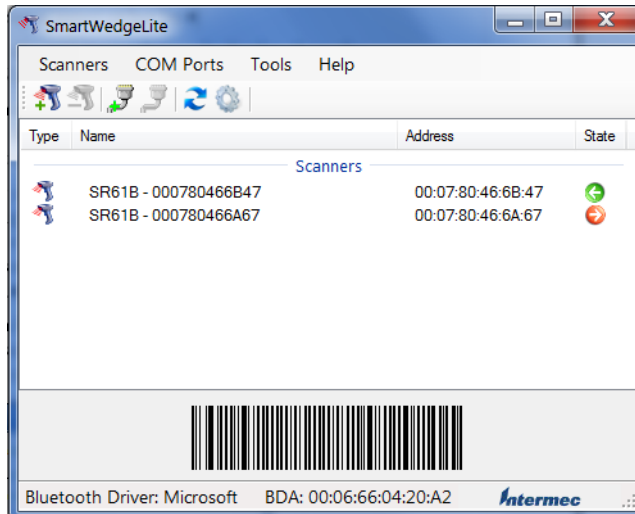 SmartWedgeLite
Scanners COM Ports Tools Help
Type Name Address State
Scanners
SR61B - 000780466B47 00:07:80:46:6B:47
SR61B - 000780466A67 00:07:80:46:6A:67
Bluetooth Driver: Microsoft BDA: 00:06:66:04:20:A2 Intermec